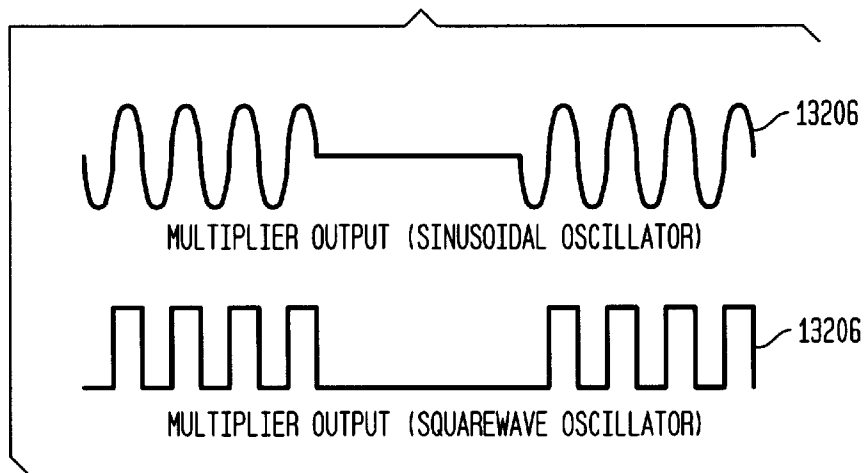 13206
MULTIPLIER OUTPUT (SINUSOIDAL OSCILLATOR)
13206
MULTIPLIER OUTPUT (SQUAREWAVE OSCILLATOR)